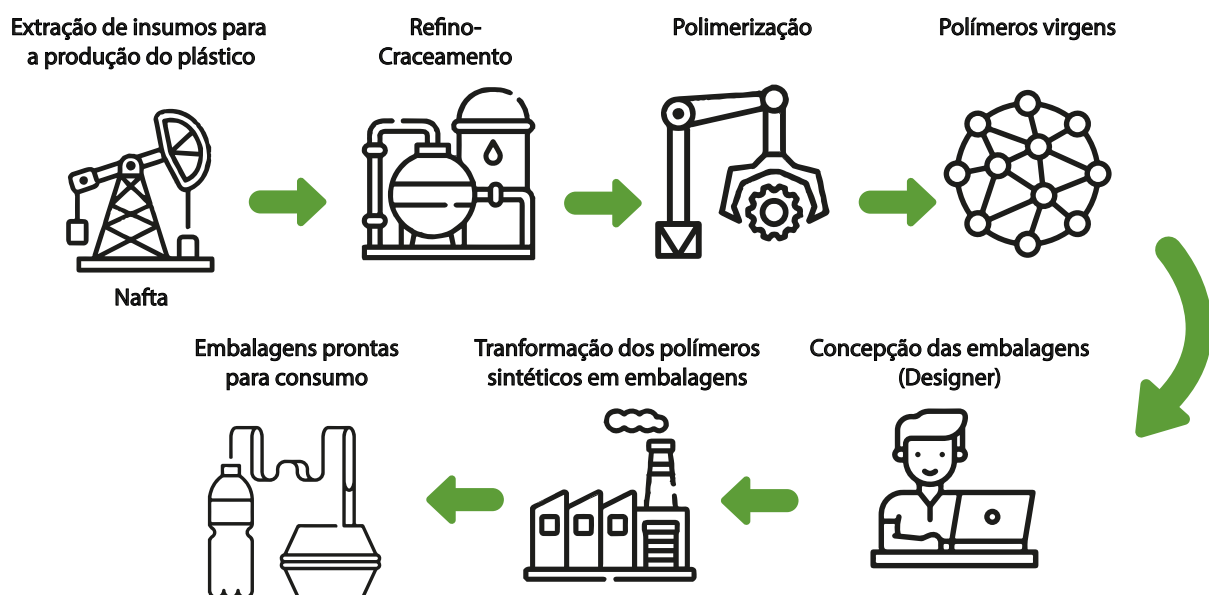 Extração de insumos para
a produção do plástico
Refino-
Craceamento
Polimerização
Polímeros virgens
Nafta
Embalagens prontas
para consumo
Tranformação dos polímeros
sintéticos em embalagens
Concepção das embalagens
(Designer)